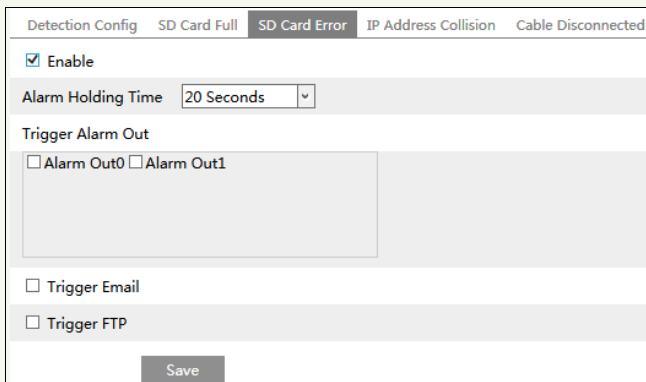 Detection Config SD Card Full SD Card Error IP Address Collision Cable Disconnected
Enable
Alarm Holding Time 20 Seconds
Trigger Alarm Out
Alarm Out0 Alarm Out1
Trigger Email
Trigger FTP
Save